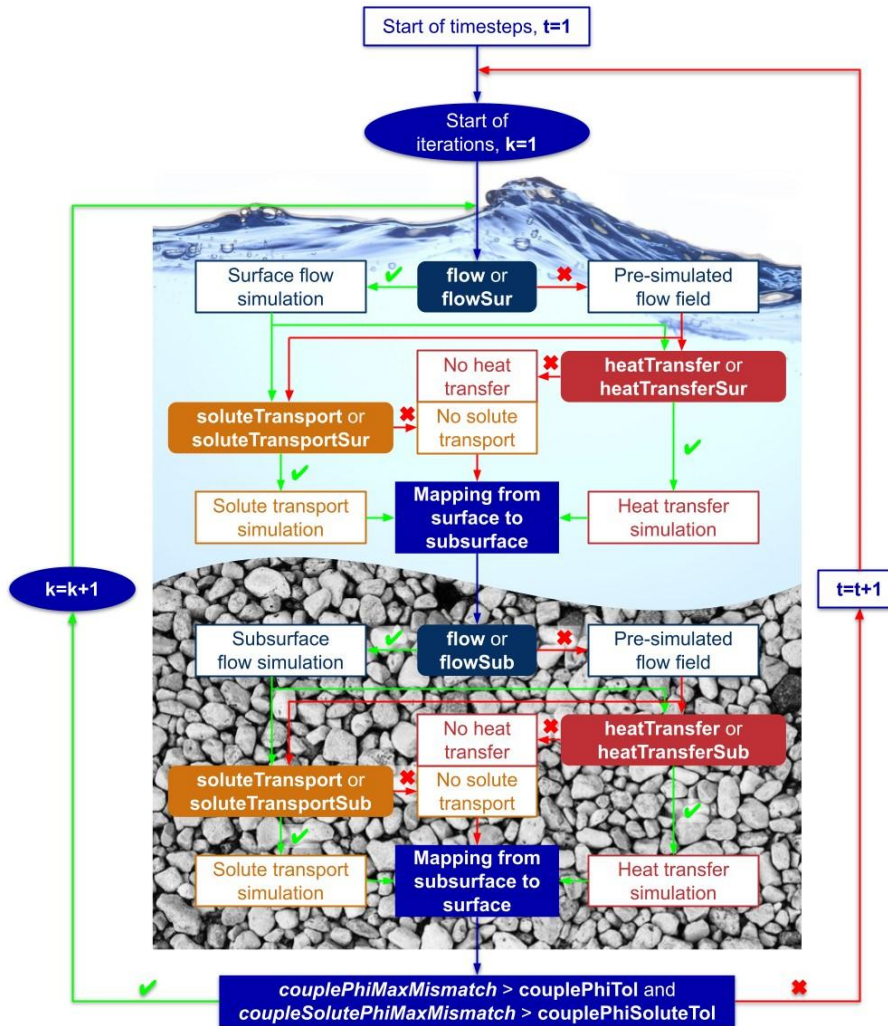 Start of timesteps, t=1
Start of
iterations, k=1
Surface flow
simulation
flow or
flowSur
Pre-simulated
flow field
No heat
transfer
heatTransfer or
heatTransferSur
soluteTransport or
soluteTransportSur
No solute
transport
Solute transport
simulation
Mapping from
surface to
subsurface
Heat transfer
simulation
k=k+1
t=t+1
Subsurface
flow simulation
flow or
flowSub
Pre-simulated
flow field
No heat
transfer
heatTransfer or
heatTransferSub
soluteTransport or
soluteTransportSub
No solute
transport
Solute transport
simulation
Mapping from
subsurface to
surface
Heat transfer
simulation
couplePhiMaxMismatch > couplePhiTol and
coupleSolutePhiMaxMismatch > couplePhiSoluteTol